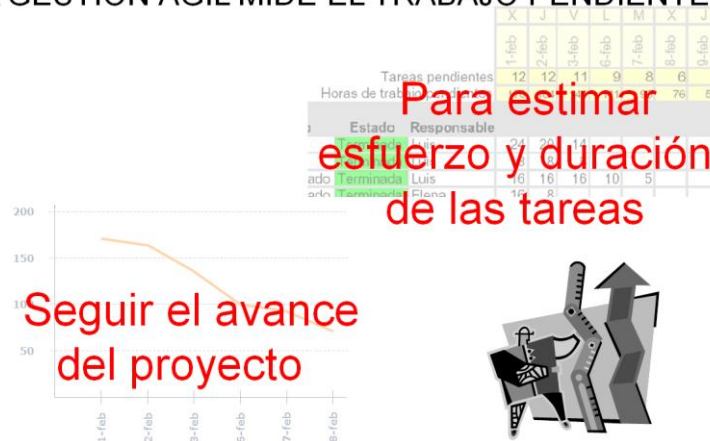 GESTIÓN ÁGIL MIDE EL TRABAJO PENDIENTE
X J V L M X J
1-feb 2-feb 3-feb 6-feb 7-feb 8-feb 9-feb
Tareas pendientes 12 12 11 9 8 6
Horas de trabajo pendientes 76
Para estimar
Estado Responsable
Terminada Luis 24 20 14
esfuerzo y duración
ado Terminada Luis 16 16 16 10 5
ado Terminada Elena 16 8
de las tareas
200
150
Seguir el avance
50
del proyecto
1-feb 2-feb 3-feb 6-feb 7-feb 8-feb